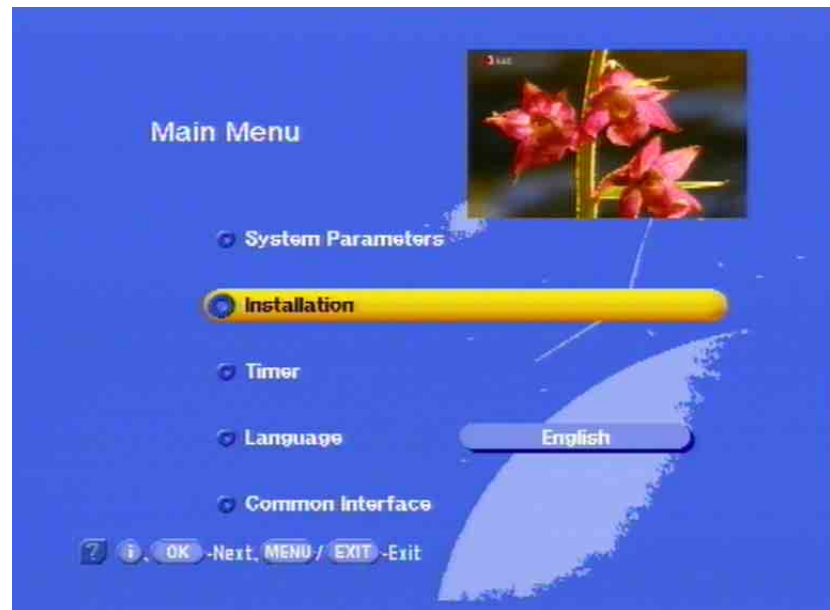 Main Menu
System Parameters
Installation
Timer
Language English
Common Interface
? i, OK -Next, MENU / EXIT -Exit